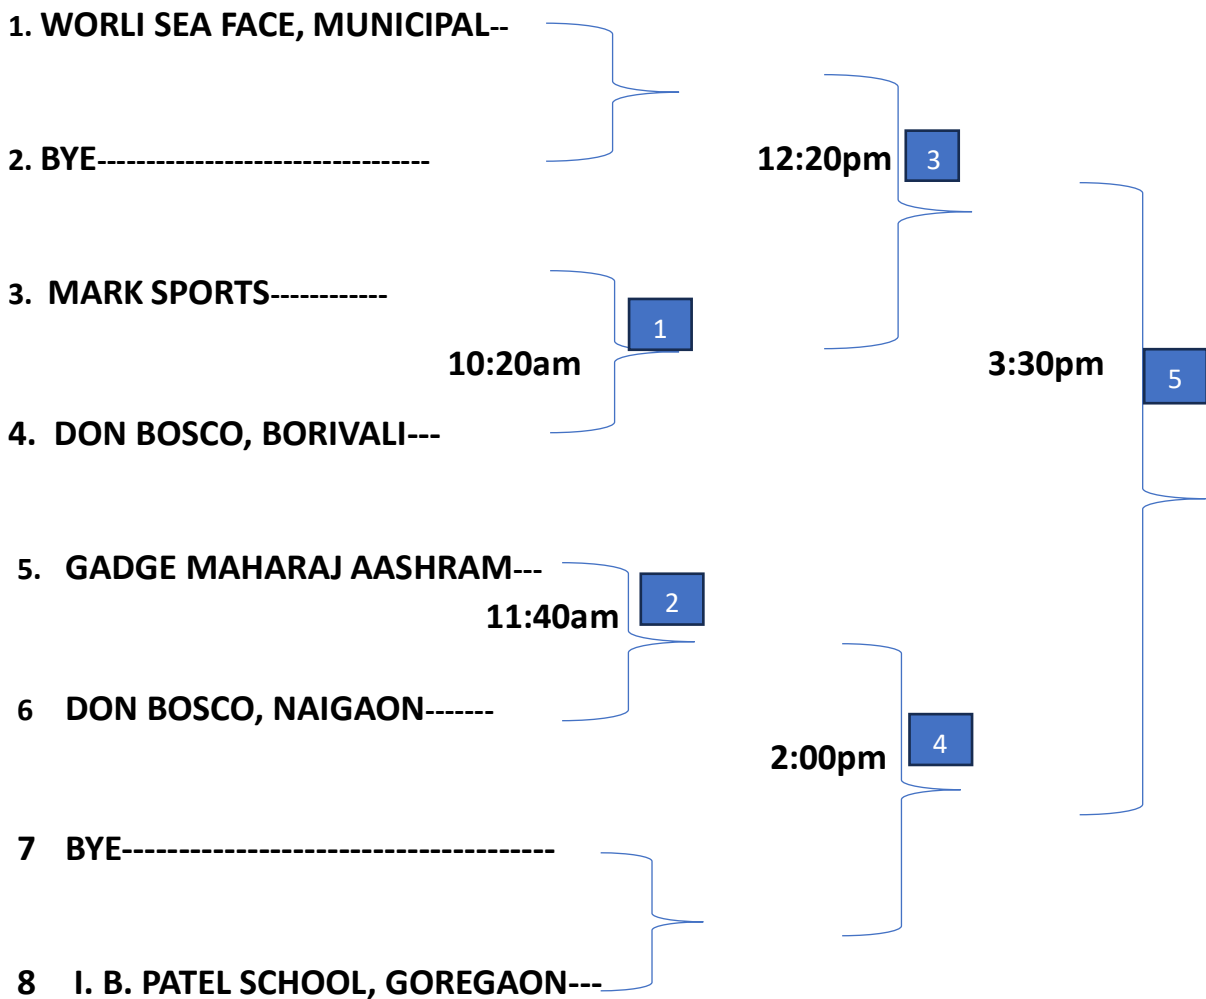 1. WORLI SEA FACE, MUNICIPAL--
2. BYE----------------------------------
12:20pm 3
3. MARK SPORTS------------
1
10:20am
3:30pm 5
4. DON BOSCO, BORIVALI---
5. GADGE MAHARAJ AASHRAM---
11:40am 2
6 DON BOSCO, NAIGAON-------
2:00pm 4
7 BYE--------------------------------------
8 I. B. PATEL SCHOOL, GOREGAON---